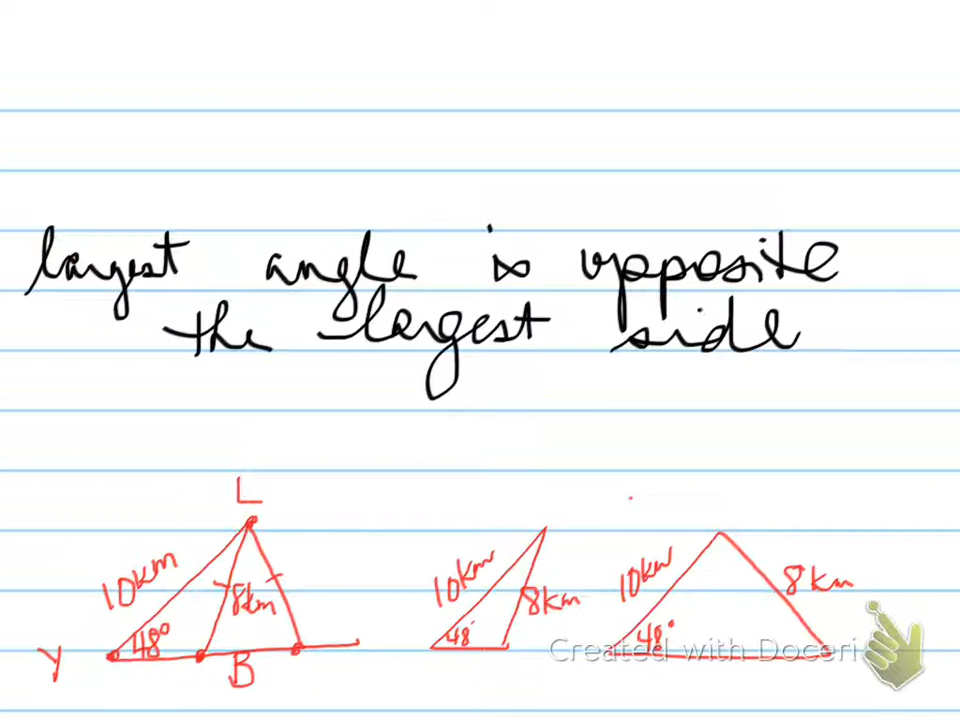 largest angle is opposite
the largest side
L
10km
8km
48°
Y
B
10km
8km
48°
10km
8km
48°
Created with Doceri